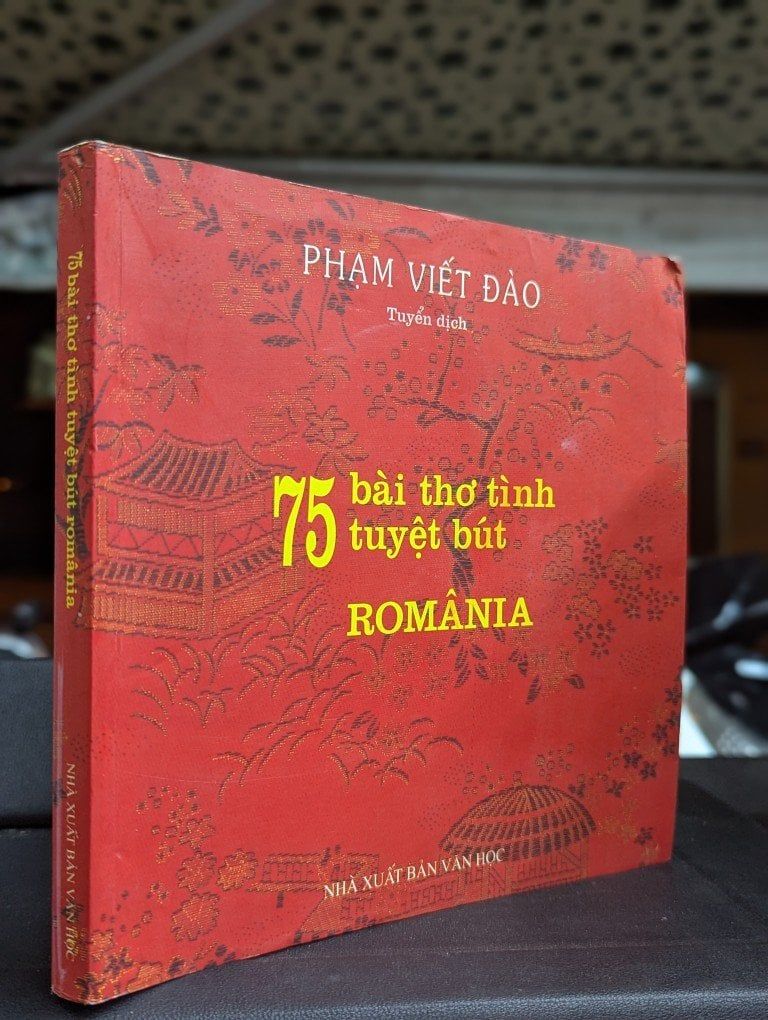 PHẠM VIẾT ĐÀO
Tuyển dịch
75 bài thơ tình
tuyệt bút
ROMÂNIA
NHÀ XUẤT BẢN VĂN HỌC
75 bài thơ tình tuyệt bút românia
NHÀ XUẤT BẢN VĂN HỌC